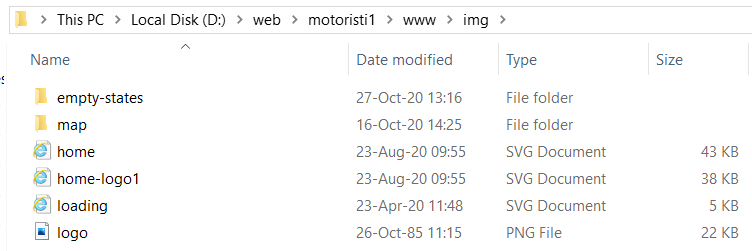 This PC > Local Disk (D:) > web > motoristi1 > www > img >
Name Date modified Type Size
empty-states 27-Oct-20 13:16 File folder
map 16-Oct-20 14:25 File folder
home 23-Aug-20 09:55 SVG Document 43 KB
home-logo1 23-Aug-20 09:55 SVG Document 38 KB
loading 23-Apr-20 11:48 SVG Document 5 KB
logo 26-Oct-85 11:15 PNG File 22 KB